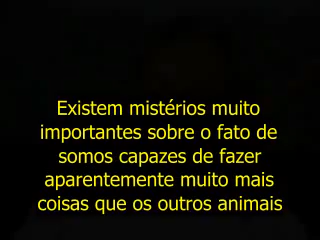 Existem mistérios muito
importantes sobre o fato de
somos capazes de fazer
aparentemente muito mais
coisas que os outros animais